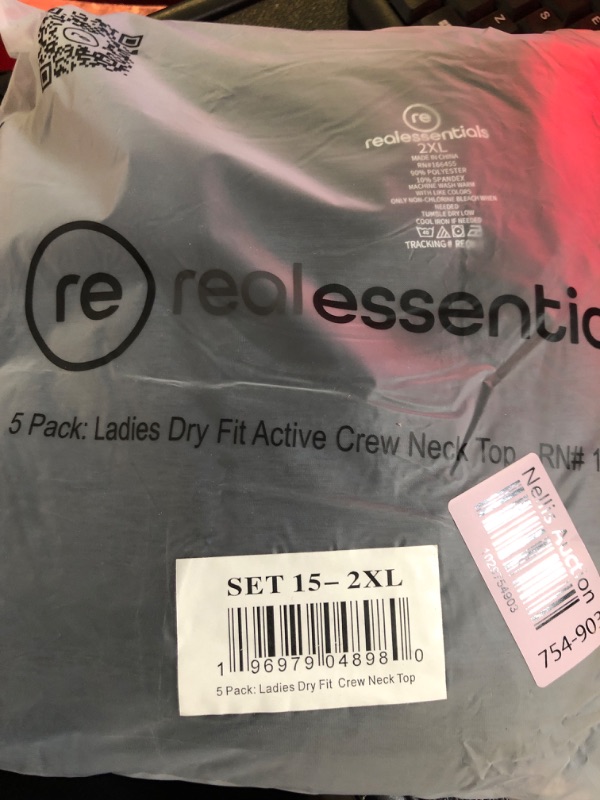 re
realessentials
2XL
MADE IN CHINA
RN#166455
90% POLYESTER
10% SPANDEX
MACHINE WASH WARM
WITH LIKE COLORS
ONLY NON-CHLORINE BLEACH WHEN
NEEDED
TUMBLE DRY LOW
COOL IRON IF NEEDED
TRACKING#
re realessentia
5 Pack: Ladies Dry Fit Active Crew Neck Top RN# 1
Nellis Auction
754-903
SET 15– 2XL
1 96979 04898 0
5 Pack: Ladies Dry Fit Crew Neck Top